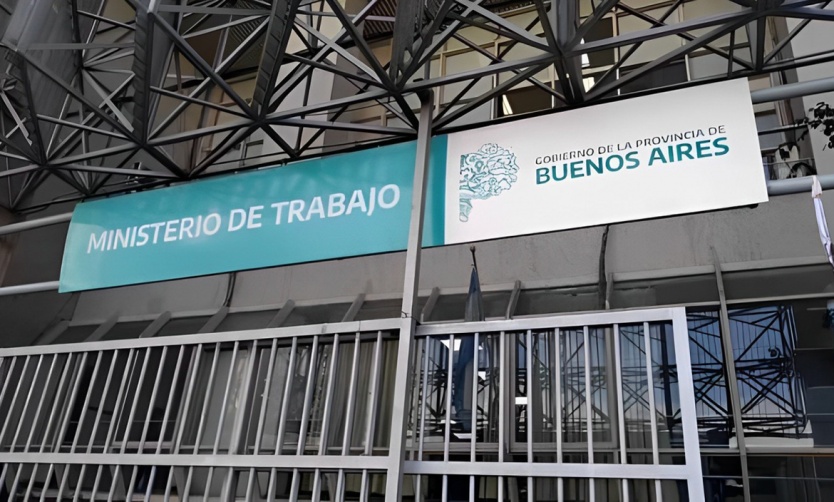 MINISTERIO DE TRABAJO
GOBIERNO DE LA PROVINCIA DE
BUENOS AIRES